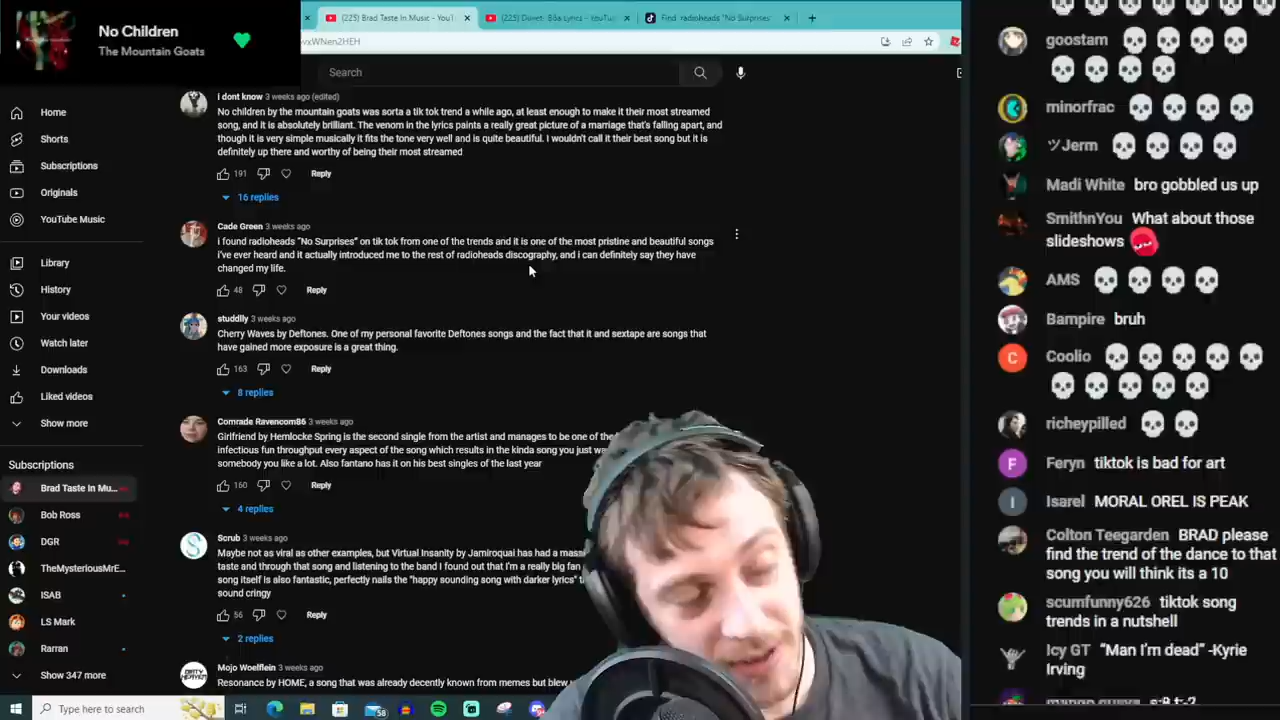 No Children
The Mountain Goats
(225) Brad Taste In Music - YouT
(225) Duvet- Bôa Lyrics - YouTu
Find radioheads "No Surprises"
vxWNen2HEH
Search
Home
Shorts
Subscriptions
Originals
YouTube Music
Library
History
Your videos
Watch later
Downloads
Liked videos
Show more
Subscriptions
Brad Taste In Mu...
Bob Ross
DGR
TheMysteriousMrE...
ISAB
LS Mark
Rarran
Show 347 more
i dont know 3 weeks ago (edited)
No children by the mountain goats was sorta a tik tok trend a while ago, at least enough to make it their most streamed
song, and it is absolutely brilliant. The venom in the lyrics paints a really great picture of a marriage that's falling apart, and
though it is very simple musically it fits the tone very well and is quite beautiful. I wouldn't call it their best song but it is
definitely up there and worthy of being their most streamed
191 Reply
16 replies
Cade Green 3 weeks ago
i found radioheads "No Surprises" on tik tok from one of the trends and it is one of the most pristine and beautiful songs
i've ever heard and it actually introduced me to the rest of radioheads discography, and i can definitely say they have
changed my life.
48 Reply
studdlly 3 weeks ago
Cherry Waves by Deftones. One of my personal favorite Deftones songs and the fact that it and sextape are songs that
have gained more exposure is a great thing.
163 Reply
8 replies
Comrade Ravencom86 3 weeks ago
Girlfriend by Hemlocke Spring is the second single from the artist and manages to be one of the
infectious fun throughput every aspect of the song which results in the kinda song you just wa
somebody you like a lot. Also fantano has it on his best singles of the last year
160 Reply
4 replies
Scrub 3 weeks ago
Maybe not as viral as other examples, but Virtual Insanity by Jamiroquai has had a mass
taste and through that song and listening to the band I found out that I'm a really big fan
song itself is also fantastic, perfectly nails the "happy sounding song with darker lyrics" t
sound cringy
56 Reply
2 replies
Mojo Woelflein 3 weeks ago
Resonance by HOME, a song that was already decently known from memes but blew
Type here to search
58
goostam
minorfrac
ツJerm
Madi White bro gobbled us up
SmithnYou What about those
slideshows
AMS
Bampire bruh
C Coolio
richeypilled
F Feryn tiktok is bad for art
I Isarel MORAL OREL IS PEAK
Colton Teegarden BRAD please
find the trend of the dance to that
song you will think its a 10
scumfunny626 tiktok song
trends in a nutshell
Icy GT “Man I’m dead” -Kyrie
Irving